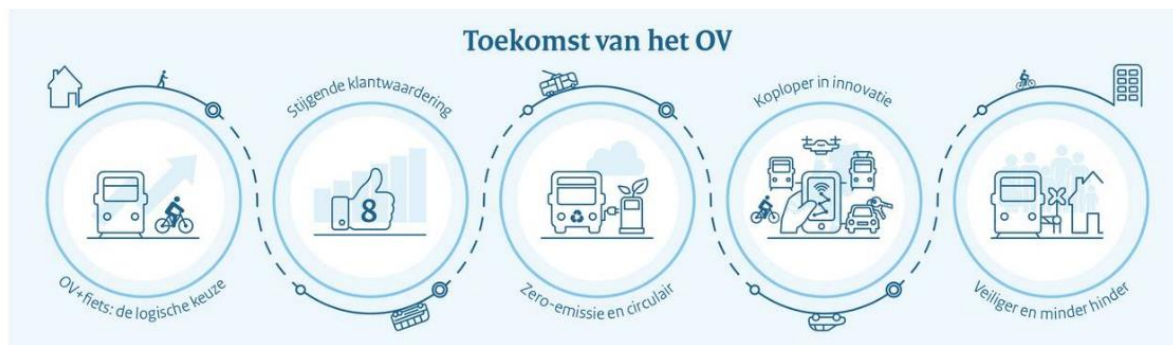 Toekomst van het OV
OV+fiets: de logische keuze
Stijgende klantwaardering
8
Zero-emissie en circulair
Koploper in innovatie
Veiliger en minder hinder